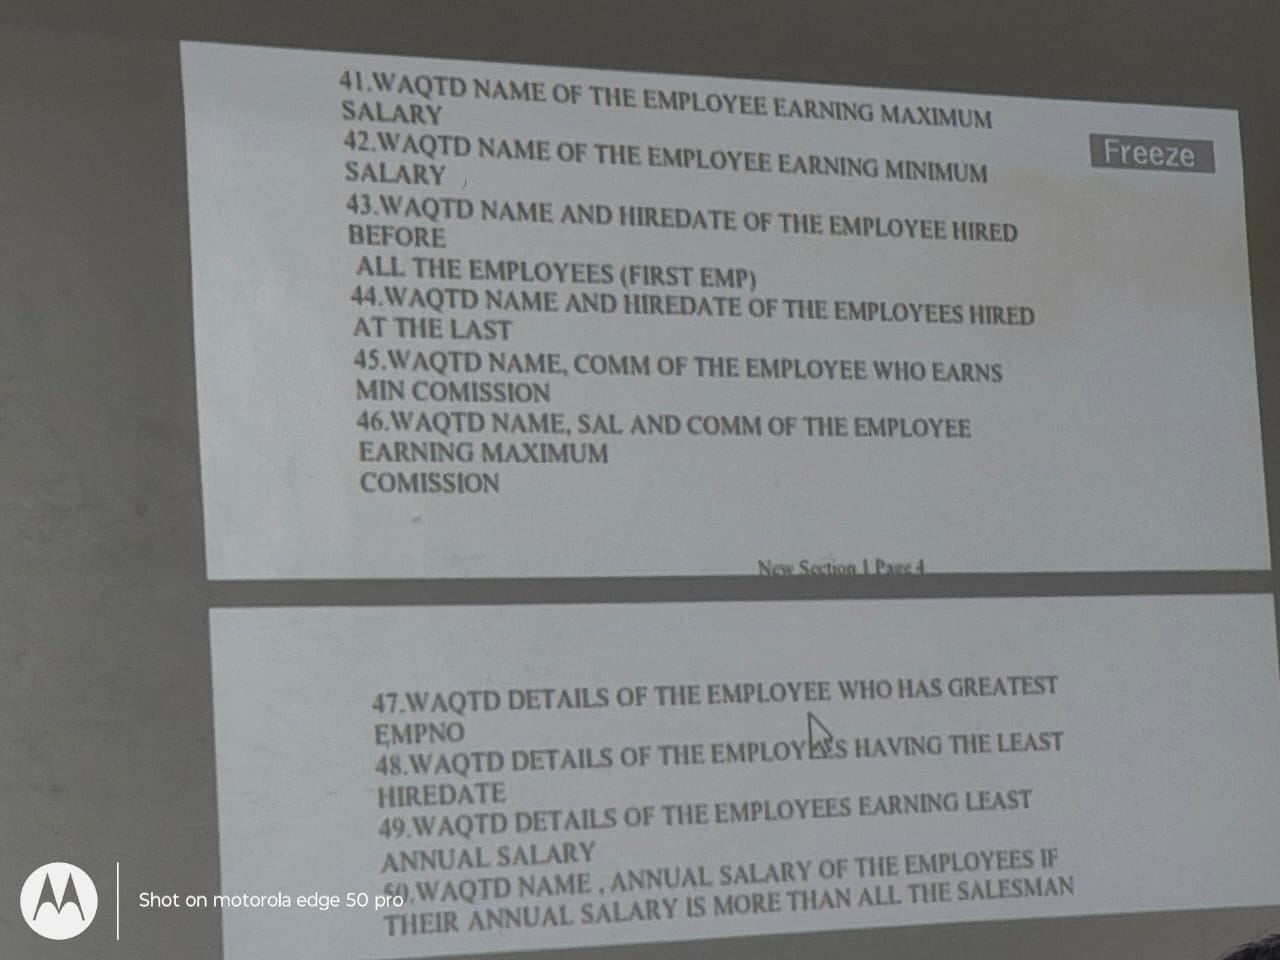 41.WAQTD NAME OF THE EMPLOYEE EARNING MAXIMUM
SALARY
Freeze
42.WAQTD NAME OF THE EMPLOYEE EARNING MINIMUM
SALARY
43.WAQTD NAME AND HIREDATE OF THE EMPLOYEE HIRED
BEFORE
ALL THE EMPLOYEES (FIRST EMP)
44.WAQTD NAME AND HIREDATE OF THE EMPLOYEES HIRED
AT THE LAST
45.WAQTD NAME, COMM OF THE EMPLOYEE WHO EARNS
MIN COMISSION
46.WAQTD NAME, SAL AND COMM OF THE EMPLOYEE
EARNING MAXIMUM
COMISSION
New Section 1 Page 4
47.WAQTD DETAILS OF THE EMPLOYEE WHO HAS GREATEST
EMPNO
48.WAQTD DETAILS OF THE EMPLOYEES HAVING THE LEAST
HIREDATE
49.WAQTD DETAILS OF THE EMPLOYEES EARNING LEAST
ANNUAL SALARY
50.WAQTD NAME , ANNUAL SALARY OF THE EMPLOYEES IF
THEIR ANNUAL SALARY IS MORE THAN ALL THE SALESMAN
Shot on motorola edge 50 pro